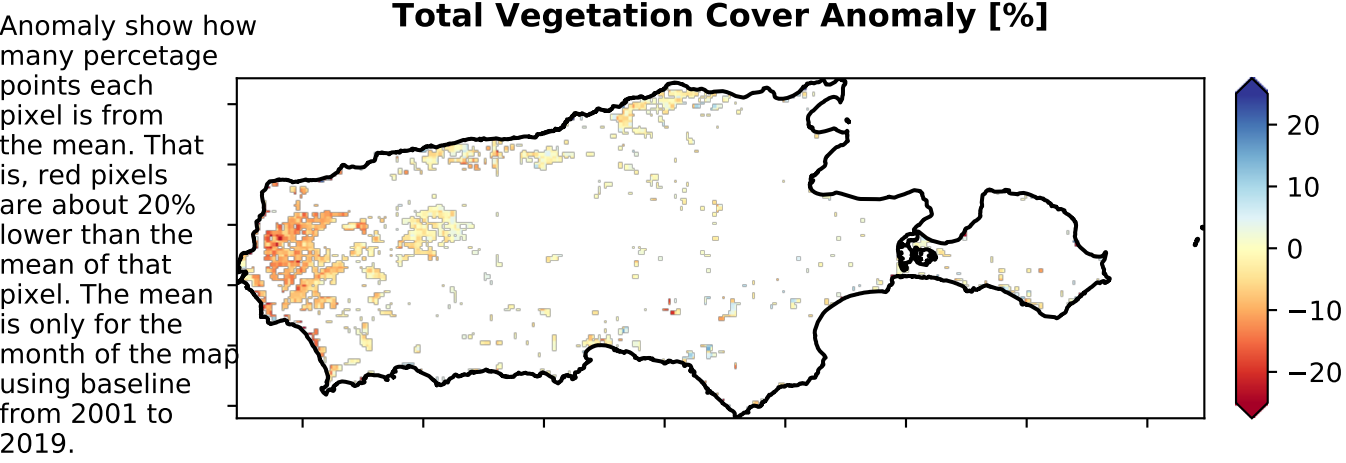 Total Vegetation Cover Anomaly [%]
Anomaly show how
many percetage
points each
pixel is from
the mean. That
is, red pixels
are about 20%
lower than the
mean of that
pixel. The mean
is only for the
month of the map
using baseline
from 2001 to
2019.
20
10
0
−10
−20